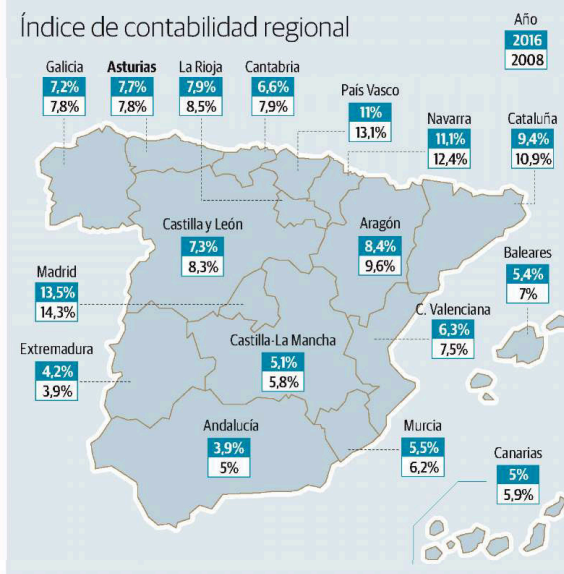 Índice de contabilidad regional
Año
2016
2008
Galicia
7,2%
7,8%
Asturias
7,7%
7,8%
La Rioja
7,9%
8,5%
Cantabria
6,6%
7,9%
País Vasco
11%
13,1%
Navarra
11,1%
12,4%
Cataluña
9,4%
10,9%
Castilla y León
7,3%
8,3%
Aragón
8,4%
9,6%
Baleares
5,4%
7%
Madrid
13,5%
14,3%
C. Valenciana
6.3%
7,5%
Castilla-La Mancha
5,1%
5,8%
Extremadura
4,2%
3,9%
Andalucía
3,9%
5%
Murcia
5,5%
6,2%
Canarias
5%
5,9%